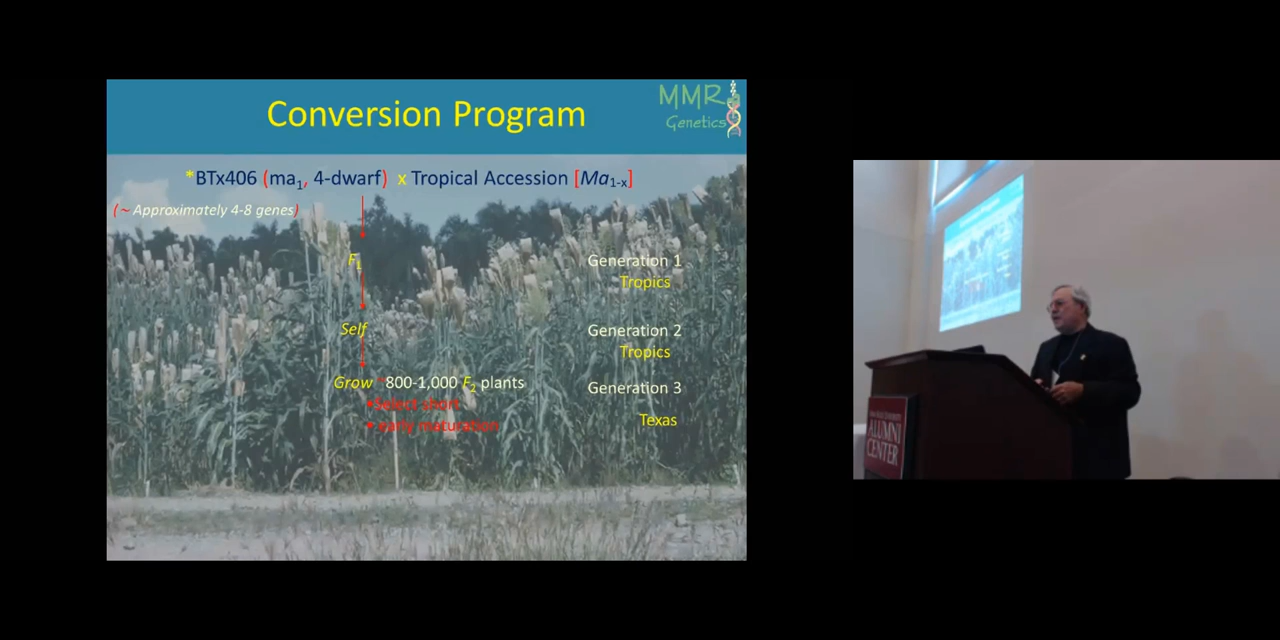 Conversion Program
MMR
Genetics
*BTx406 (ma1, 4-dwarf) x Tropical Accession [Ma1-x]
(~ Approximately 4-8 genes)
F1
Generation 1
Tropics
Self
Generation 2
Tropics
Grow ~800-1,000 F2 plants
Generation 3
•Select short
• early maturation
Texas
ALUMNI
CENTER